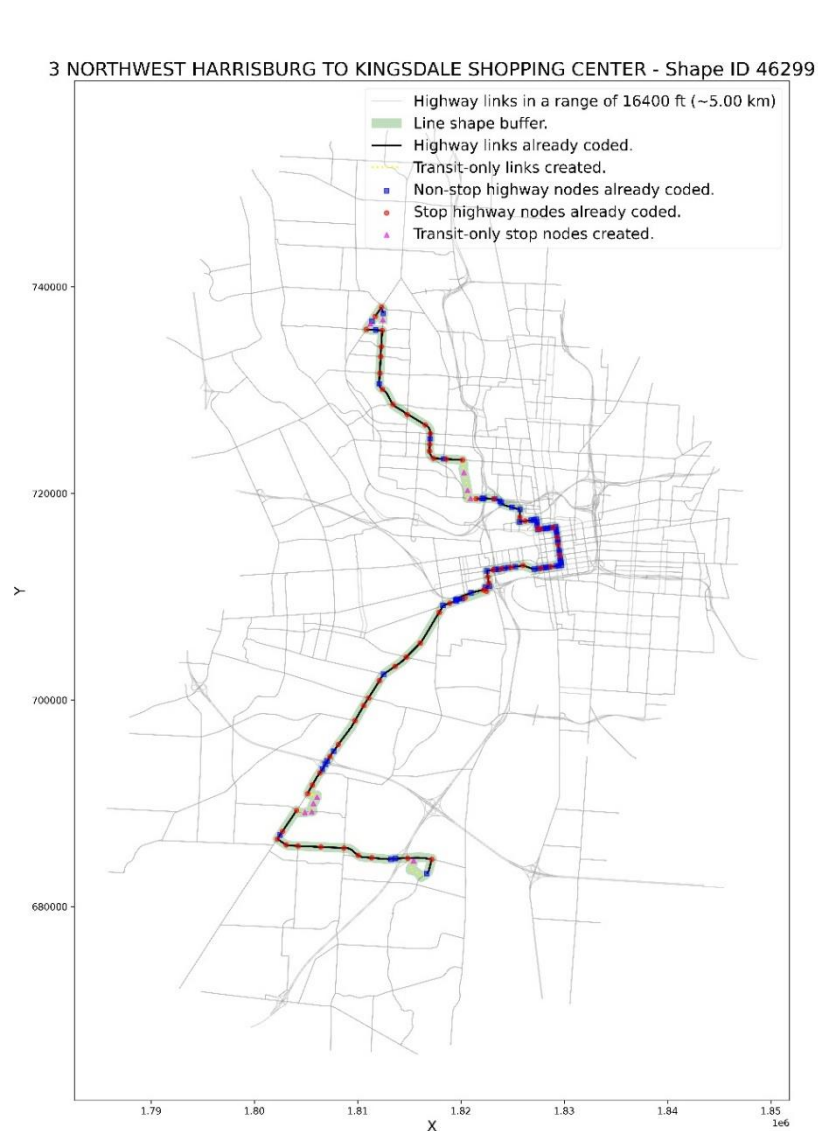 3 NORTHWEST HARRISBURG TO KINGSDALE SHOPPING CENTER - Shape ID 46299
Highway links in a range of 16400 ft (~5.00 km)
Line shape buffer.
Highway links already coded.
Transit-only links created.
Non-stop highway nodes already coded.
Stop highway nodes already coded.
Transit-only stop nodes created.
740000
720000
Y
700000
680000
1.79 1.80 1.81 1.82 1.83 1.84 1.85
X
1e6